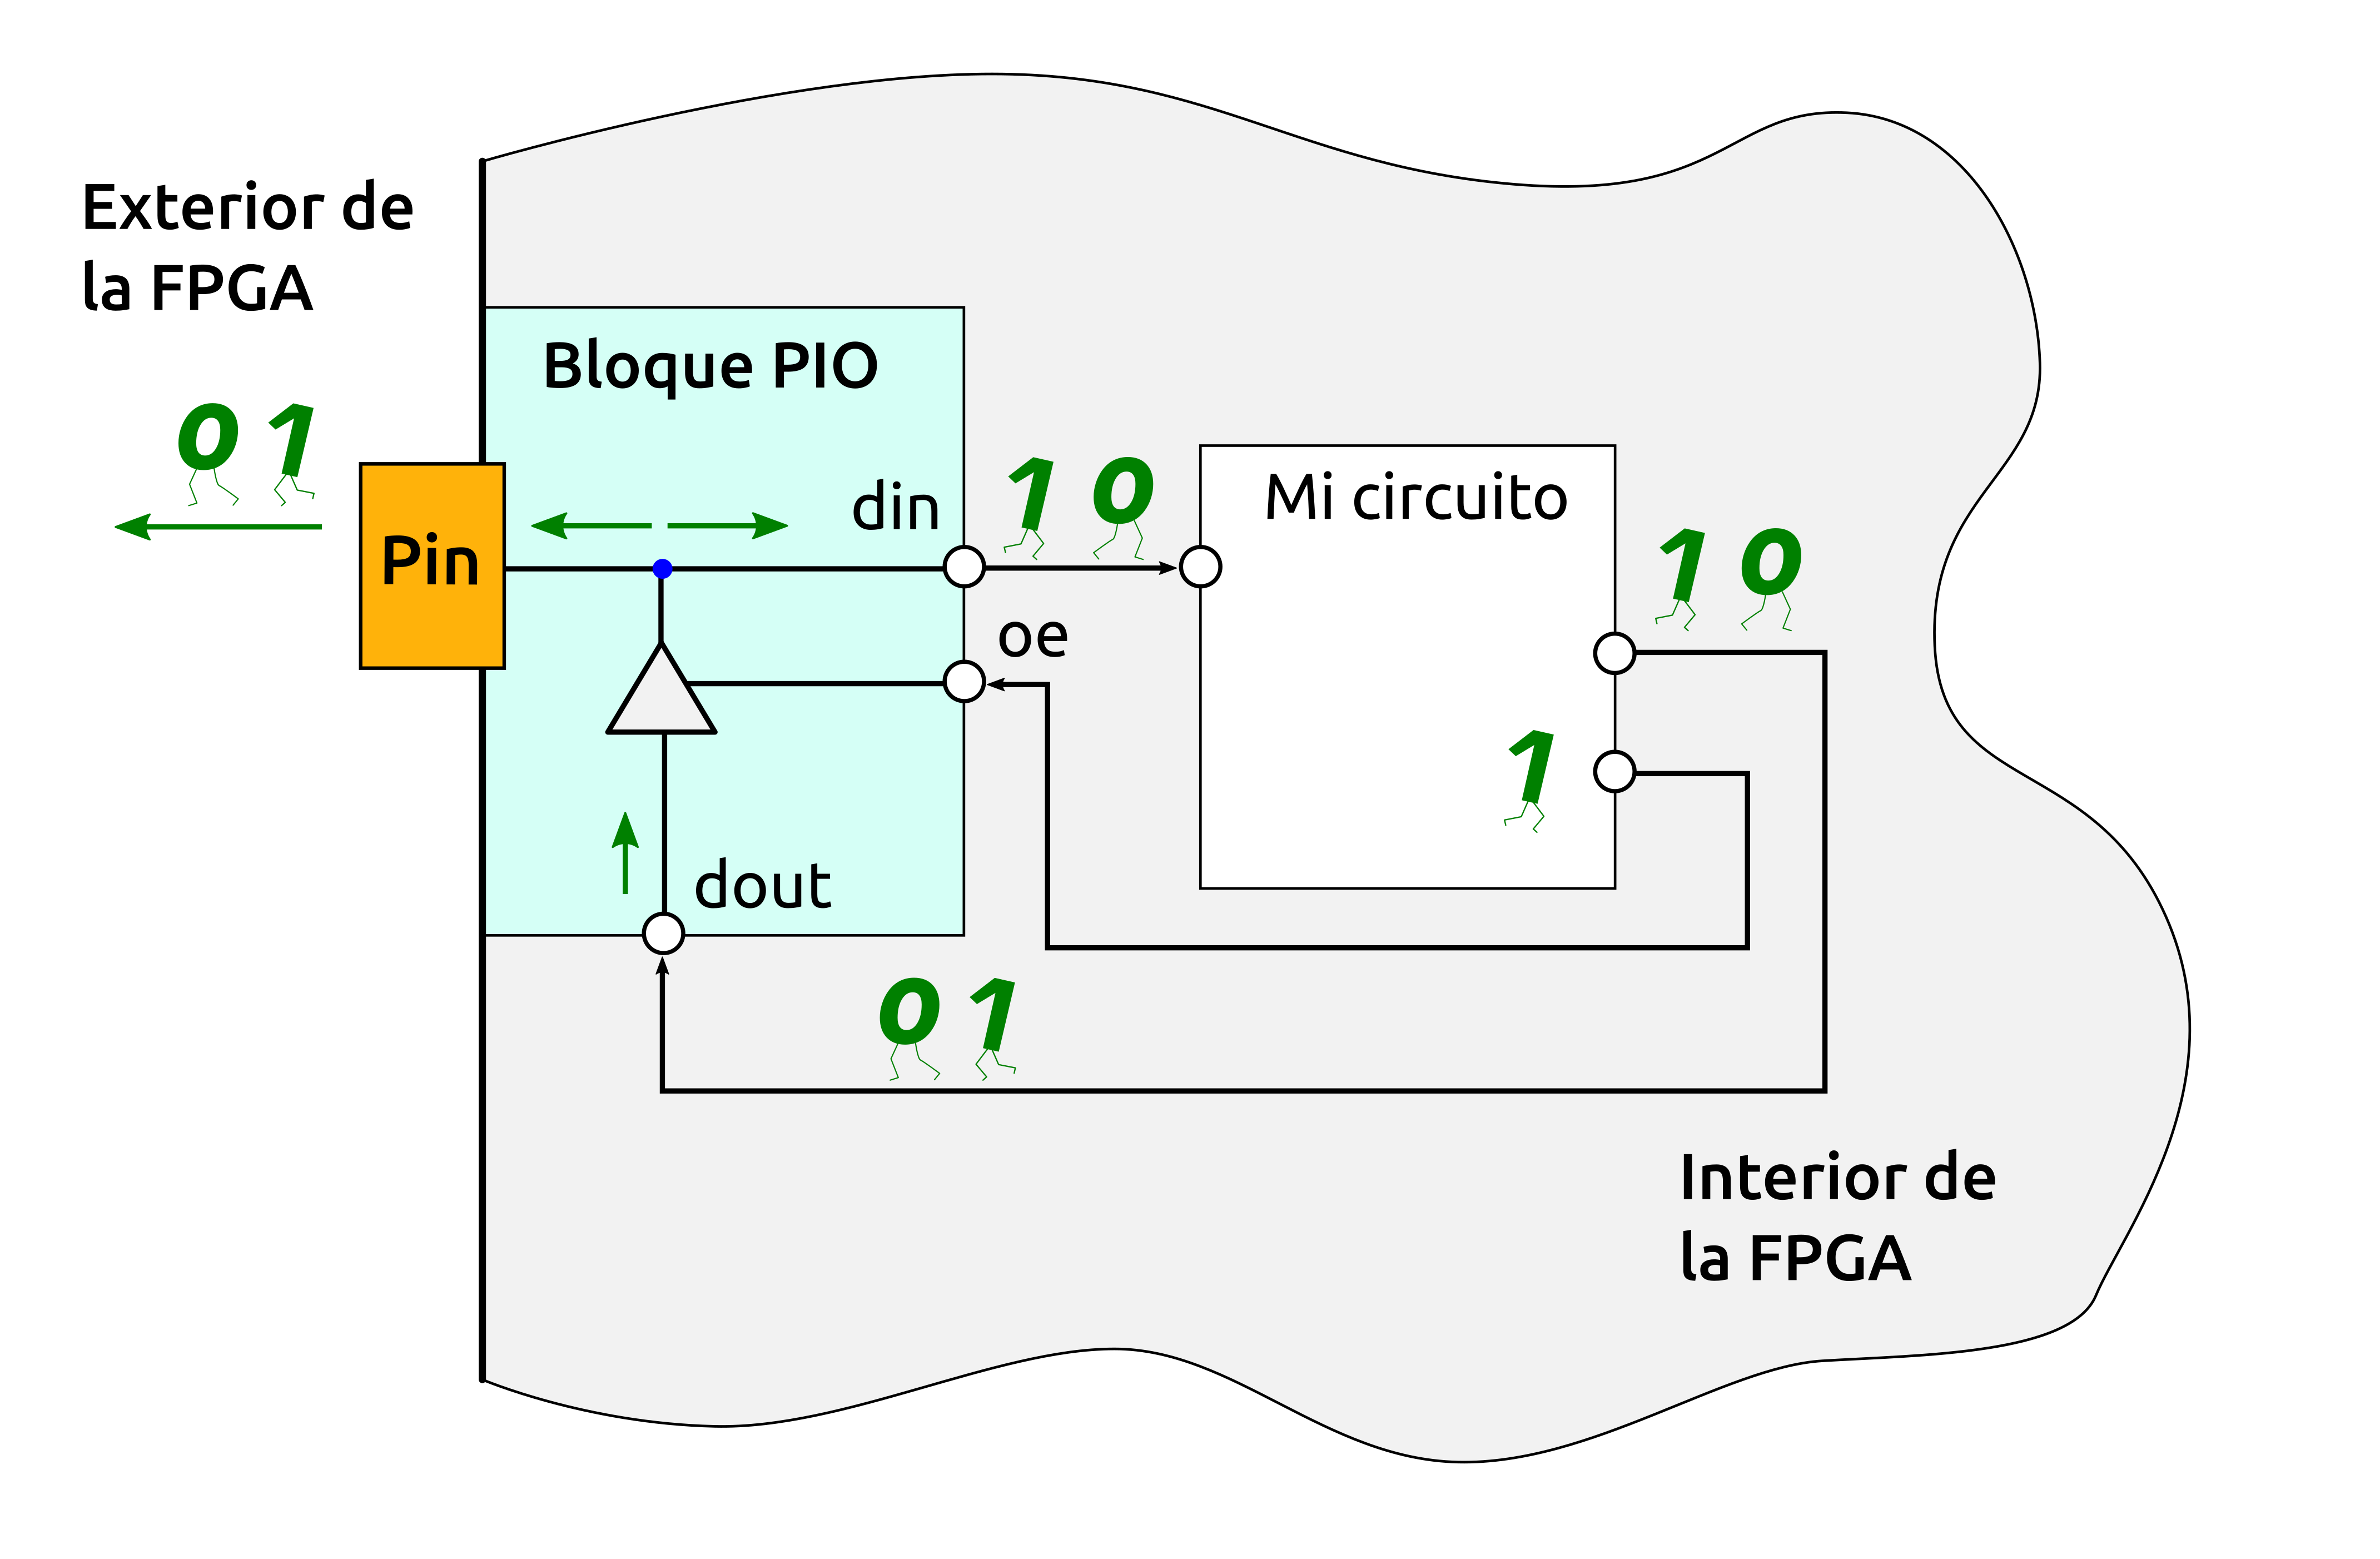 Exterior de
la FPGA
Bloque PIO
0 1
din
1 0
Mi circuito
Pin
1 0
oe
1
dout
0 1
Interior de
la FPGA